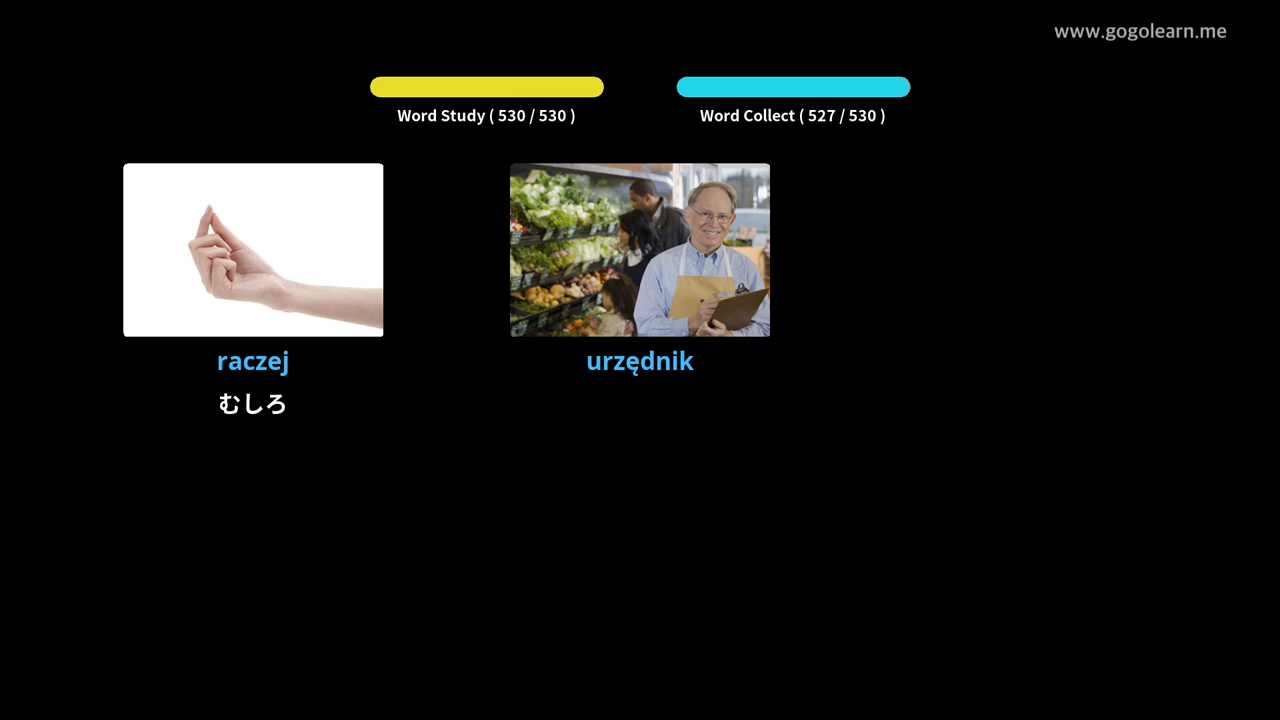 www.gogolearn.me
Word Study ( 530 / 530 )
Word Collect ( 527 / 530 )
raczej
urzędnik
むしろ